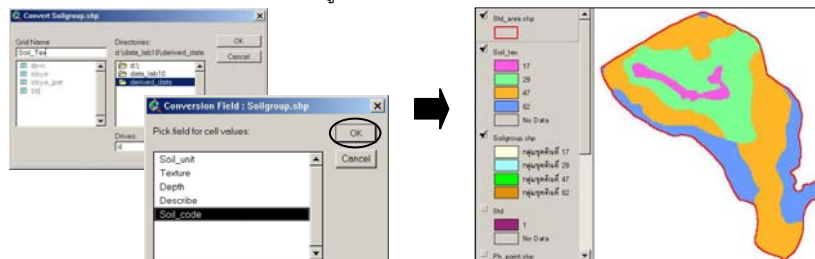 Convert Soilgroup.shp
Grid Name
Soil_Tex
Directories:
d:\data_lab10\derived_data
OK
Cancel
dem
slope
slope_per
std
d:\
data_lab10
derived_data
Drives:
d
Conversion Field : Soilgroup.shp
Pick field for cell values:
OK
Cancel
Soil_unit
Texture
Depth
Describe
Soil_code
Std_area.shp
Soil_tex
17
29
47
62
No Data
Soilgroup.shp
กลุ่มชุดดินที่ 17
กลุ่มชุดดินที่ 29
กลุ่มชุดดินที่ 47
กลุ่มชุดดินที่ 62
Std
1
No Data
Ph_point.shp